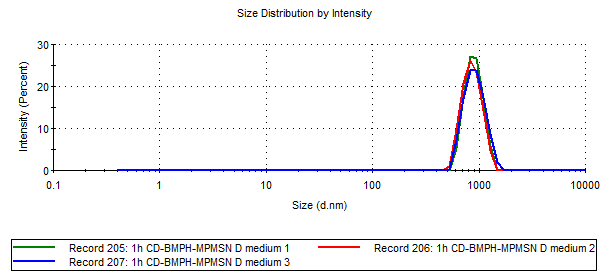 Size Distribution by Intensity
30
20
10
0
Intensity (Percent)
0.1 1 10 100 1000 10000
Size (d.nm)
Record 205: 1h CD-BMPH-MPMSN D medium 1 Record 206: 1h CD-BMPH-MPMSN D medium 2
Record 207: 1h CD-BMPH-MPMSN D medium 3